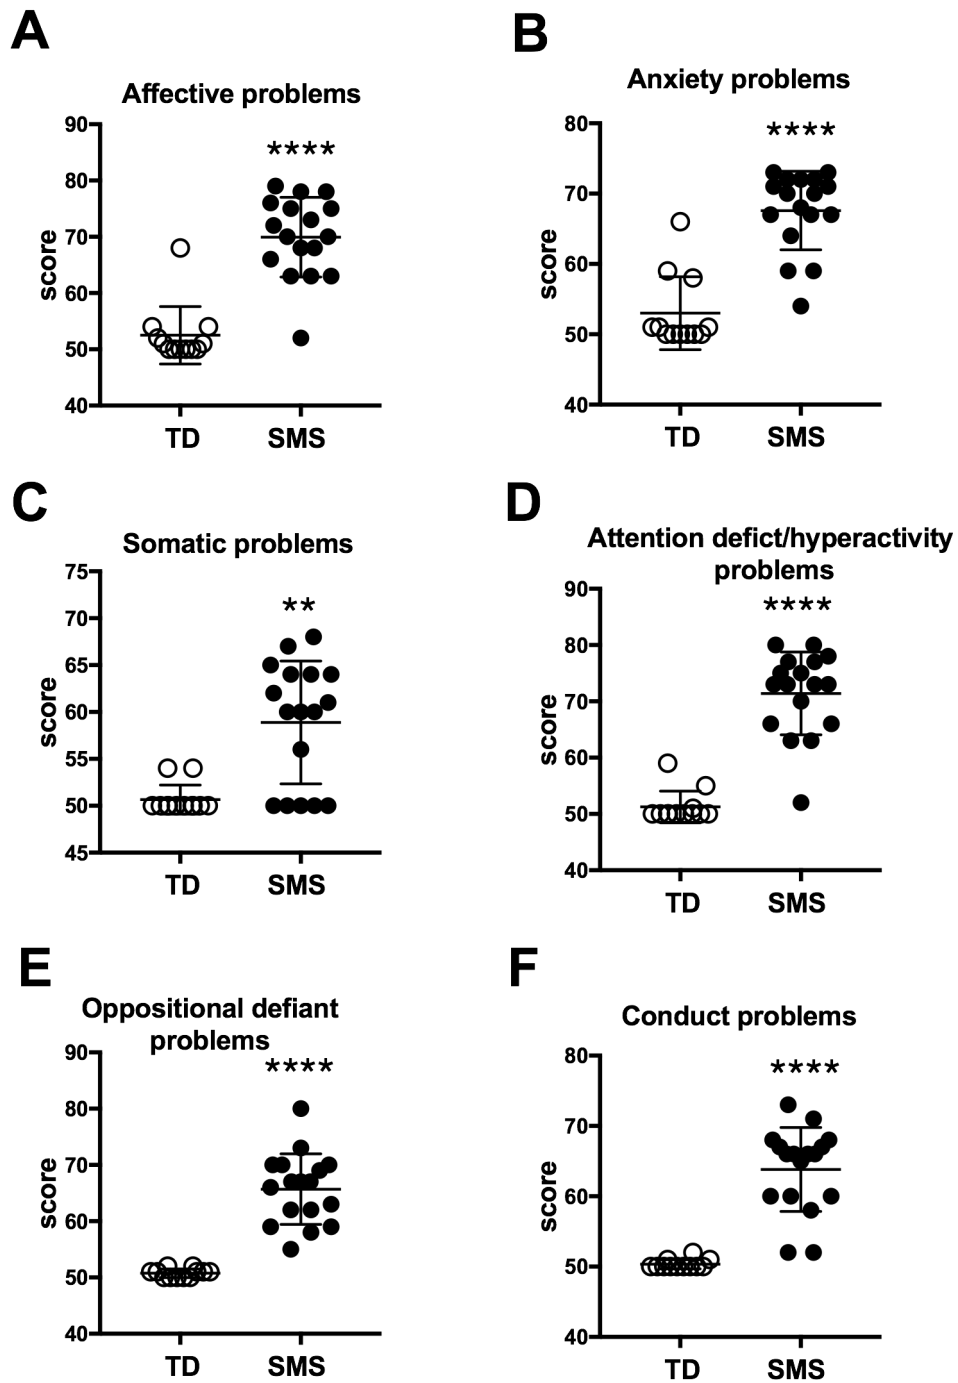 A
Affective problems
90
80
70
60
50
40
score
****
TD
SMS
B
Anxiety problems
80
70
60
50
40
score
****
TD
SMS
C
Somatic problems
75
70
65
60
55
50
45
score
**
TD
SMS
D
Attention defict/hyperactivity
problems
90
80
70
60
50
40
score
****
TD
SMS
E
Oppositional defiant
problems
90
80
70
60
50
40
score
****
TD
SMS
F
Conduct problems
80
70
60
50
40
score
****
TD
SMS